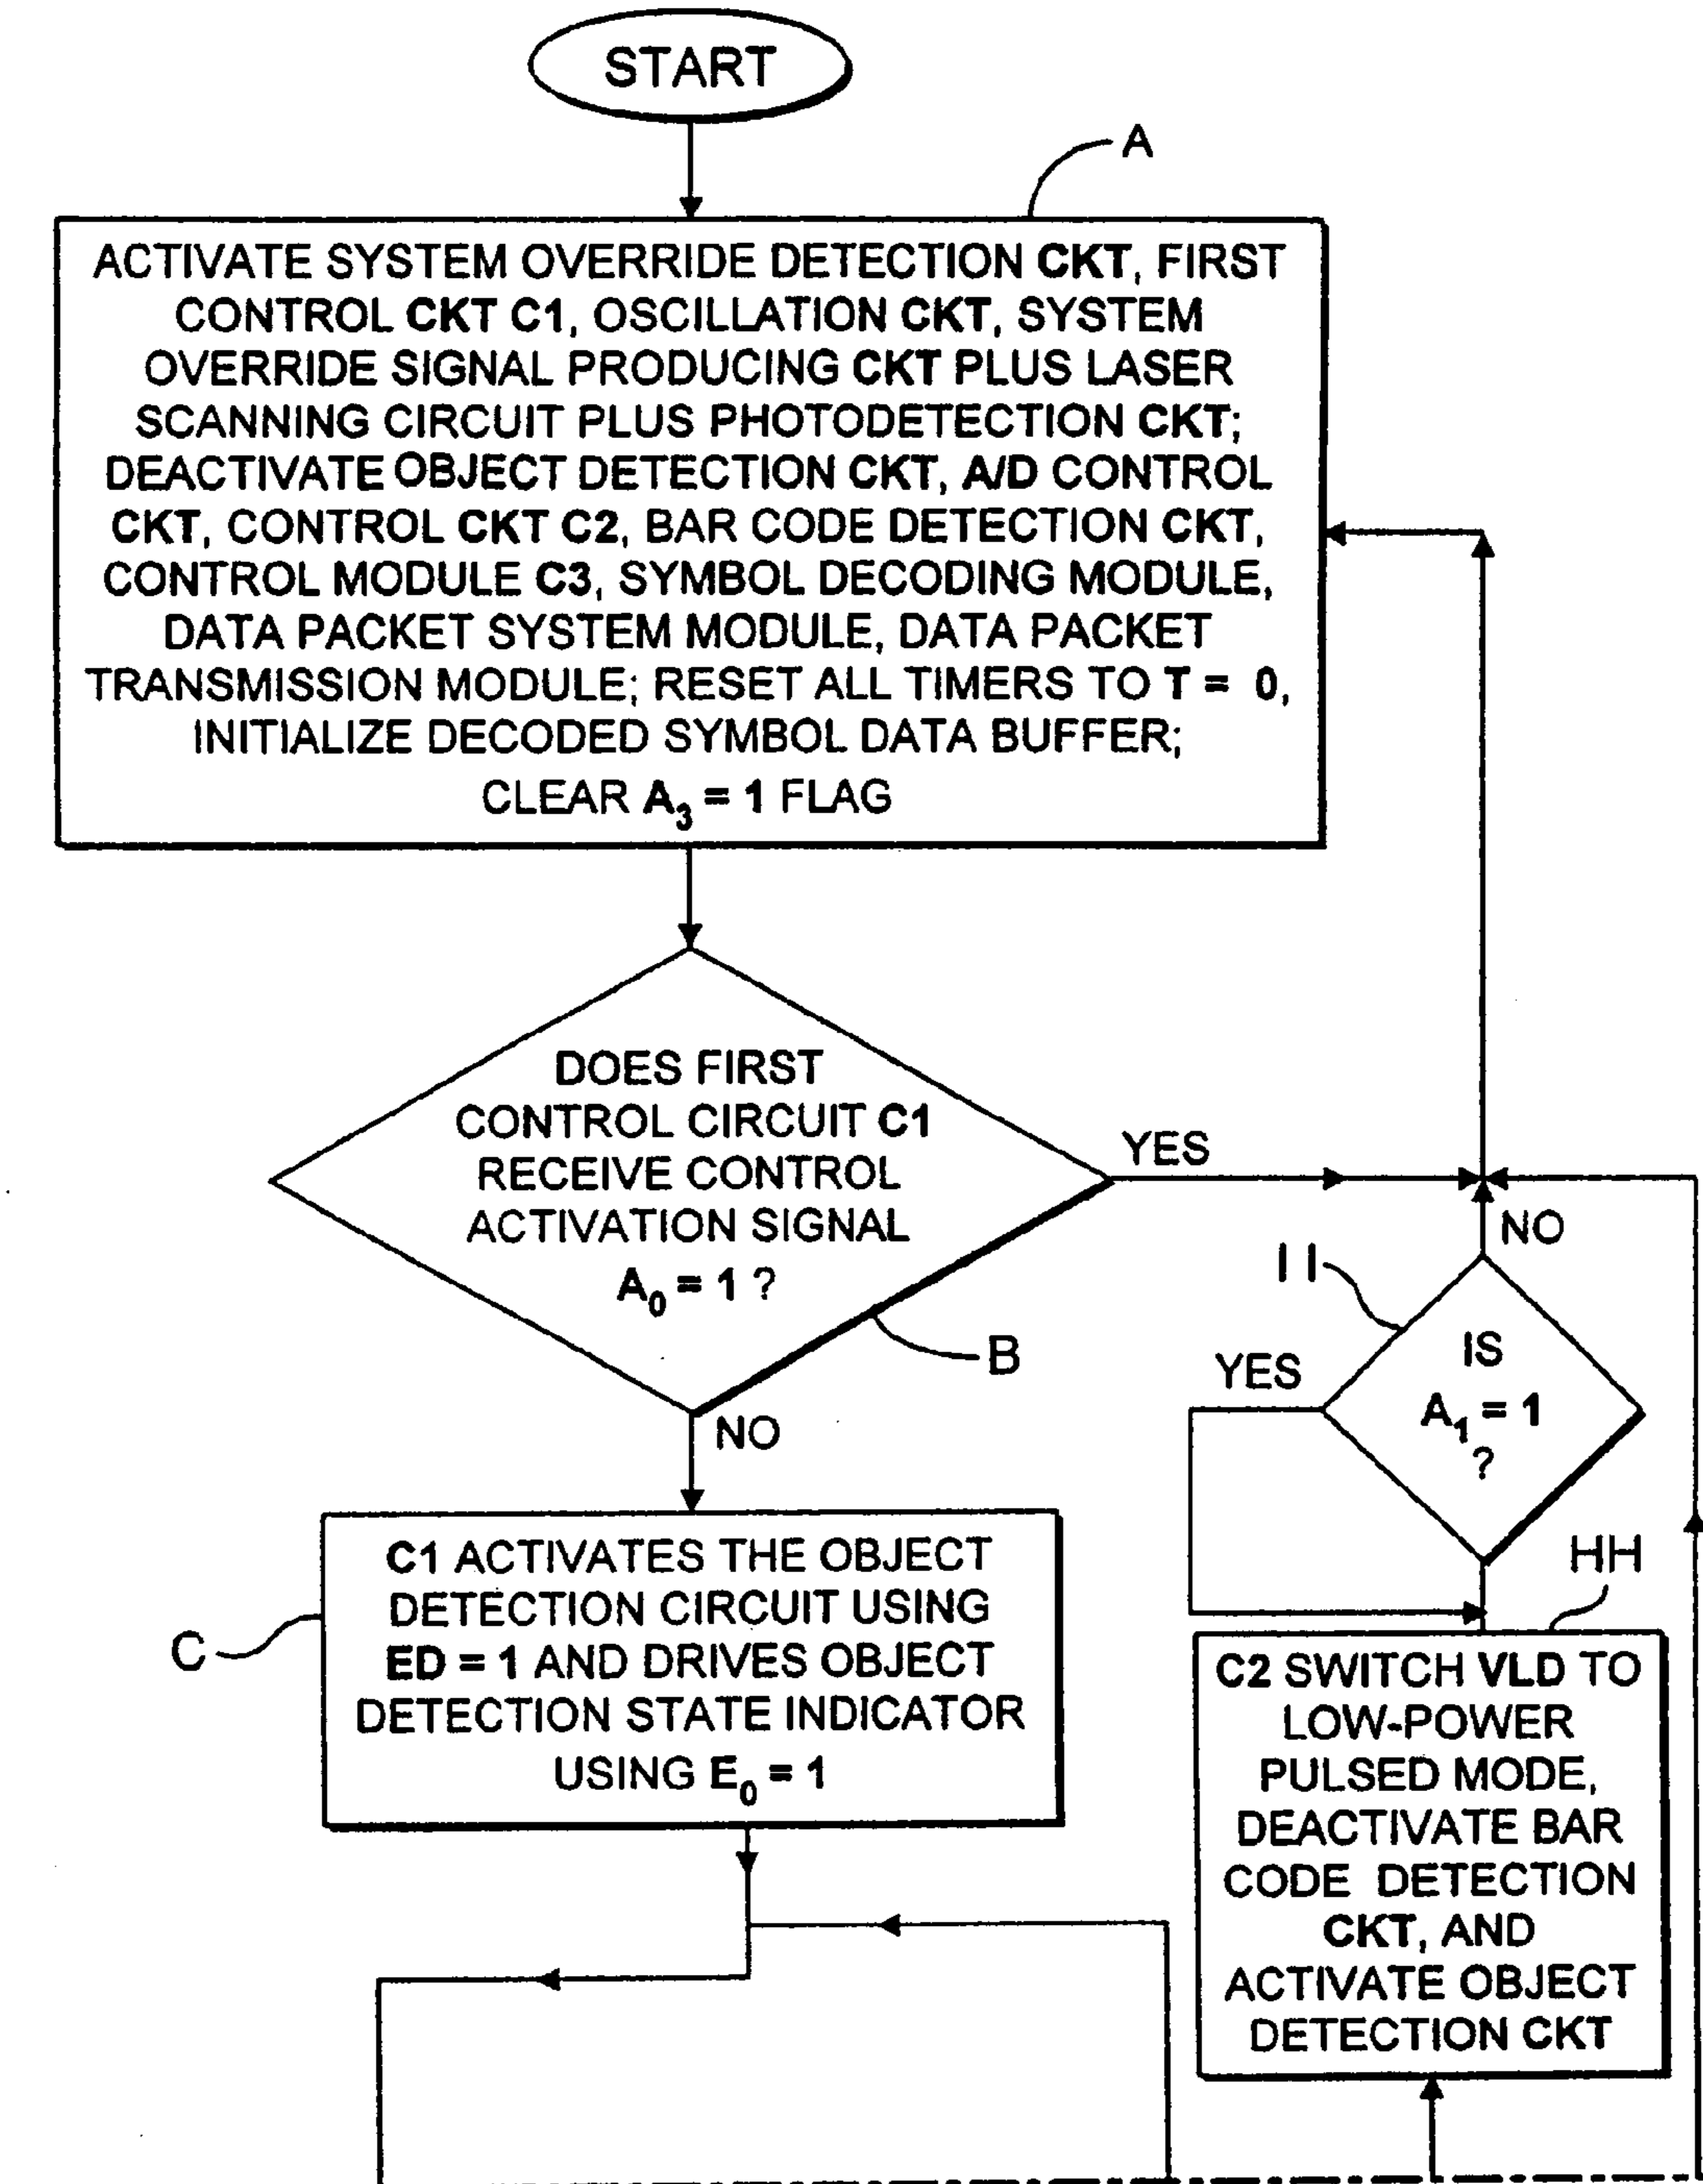 START
A
ACTIVATE SYSTEM OVERRIDE DETECTION CKT, FIRST
CONTROL CKT C1, OSCILLATION CKT, SYSTEM
OVERRIDE SIGNAL PRODUCING CKT PLUS LASER
SCANNING CIRCUIT PLUS PHOTODETECTION CKT;
DEACTIVATE OBJECT DETECTION CKT, A/D CONTROL
CKT, CONTROL CKT C2, BAR CODE DETECTION CKT,
CONTROL MODULE C3, SYMBOL DECODING MODULE,
DATA PACKET SYSTEM MODULE, DATA PACKET
TRANSMISSION MODULE; RESET ALL TIMERS TO T = 0,
INITIALIZE DECODED SYMBOL DATA BUFFER;
CLEAR A₃ = 1 FLAG
DOES FIRST
CONTROL CIRCUIT C1
RECEIVE CONTROL
ACTIVATION SIGNAL
A₀ = 1 ?
YES
B
NO
NO
II
IS
A₁ = 1
?
YES
C
C1 ACTIVATES THE OBJECT
DETECTION CIRCUIT USING
ED = 1 AND DRIVES OBJECT
DETECTION STATE INDICATOR
USING E₀ = 1
HH
C2 SWITCH VLD TO
LOW-POWER
PULSED MODE,
DEACTIVATE BAR
CODE DETECTION
CKT, AND
ACTIVATE OBJECT
DETECTION CKT